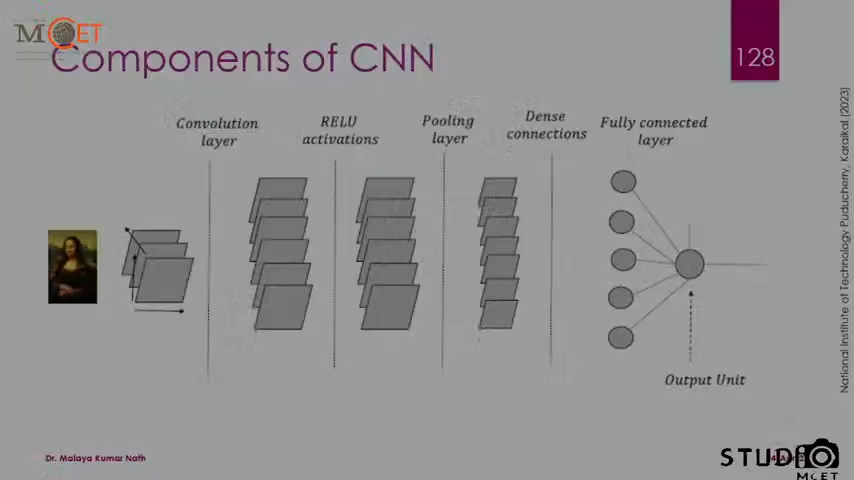 MCET
Components of CNN
128
Convolution
layer
RELU
activations
Pooling
layer
Dense
connections
Fully connected
layer
Output Unit
National Institute of Technology Puducherry, Karaikal (2023)
Dr. Malaya Kumar Nath
STUDIO
MCET